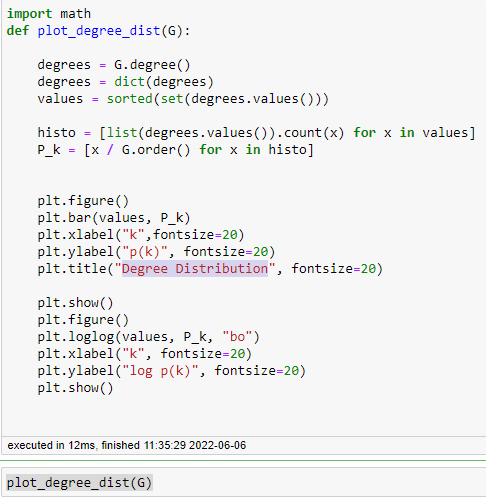 import math
def plot_degree_dist(G):
    degrees = G.degree()
    degrees = dict(degrees)
    values = sorted(set(degrees.values()))
    histo = [list(degrees.values()).count(x) for x in values]
    P_k = [x / G.order() for x in histo]
    plt.figure()
    plt.bar(values, P_k)
    plt.xlabel("k",fontsize=20)
    plt.ylabel("p(k)", fontsize=20)
    plt.title("Degree Distribution", fontsize=20)
    plt.show()
    plt.figure()
    plt.loglog(values, P_k, "bo")
    plt.xlabel("k", fontsize=20)
    plt.ylabel("log p(k)", fontsize=20)
    plt.show()
executed in 12ms, finished 11:35:29 2022-06-06
plot_degree_dist(G)